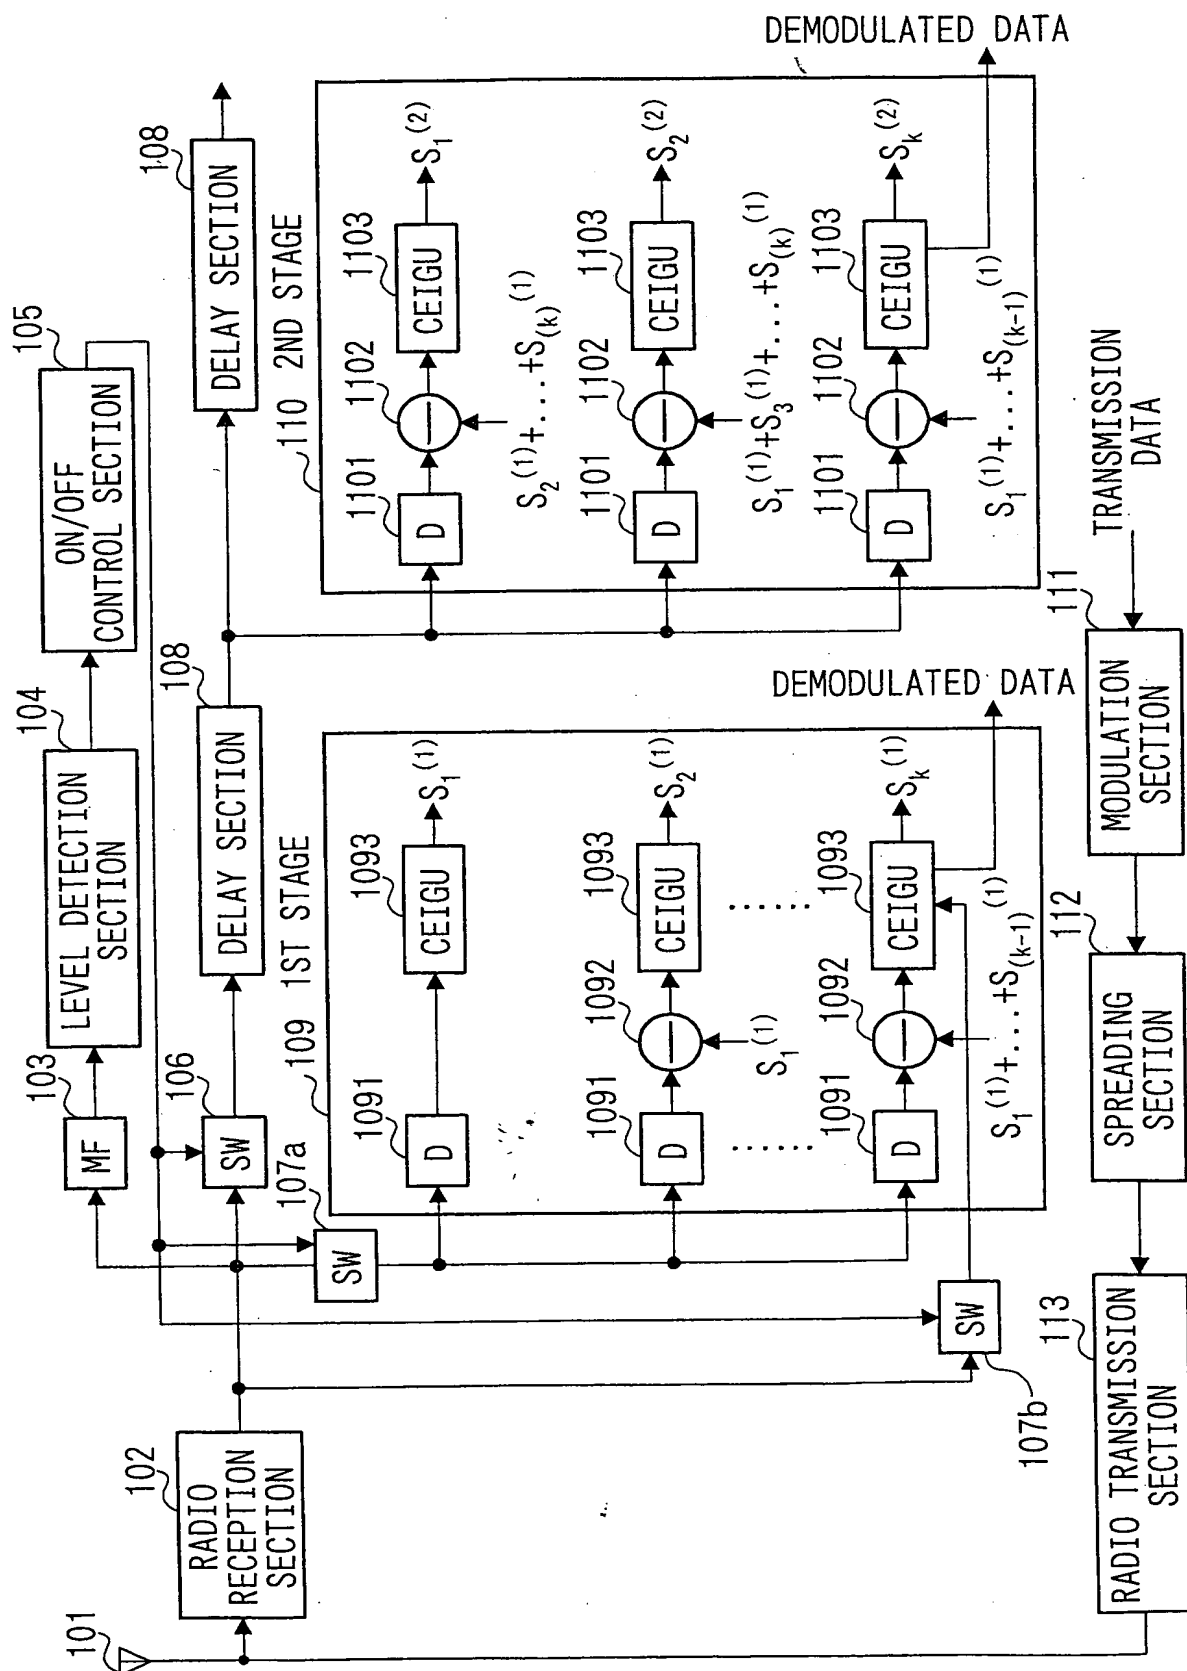 101
102
RADIO
RECEPTION
SECTION
103
MF
104
LEVEL DETECTION
SECTION
105
ON/OFF
CONTROL SECTION
106
SW
107a
SW
107b
SW
108
DELAY SECTION
108
DELAY SECTION
109 1ST STAGE
1091
D
1093
CEIGU
S1(1)
1091
D
1092
—
S1(1)
1093
CEIGU
S2(1)
......
......
1091
D
1092
—
S1(1)+....+S(k-1)(1)
1093
CEIGU
Sk(1)
DEMODULATED DATA
110 2ND STAGE
1101
D
1102
—
S2(1)+....+S(k)(1)
1103
CEIGU
S1(2)
1101
D
1102
—
S1(1)+S3(1)+....+S(k)(1)
1103
CEIGU
S2(2)
1101
D
1102
—
S1(1)+....+S(k-1)(1)
1103
CEIGU
Sk(2)
DEMODULATED DATA
TRANSMISSION
DATA
111
MODULATION
SECTION
112
SPREADING
SECTION
113
RADIO TRANSMISSION
SECTION